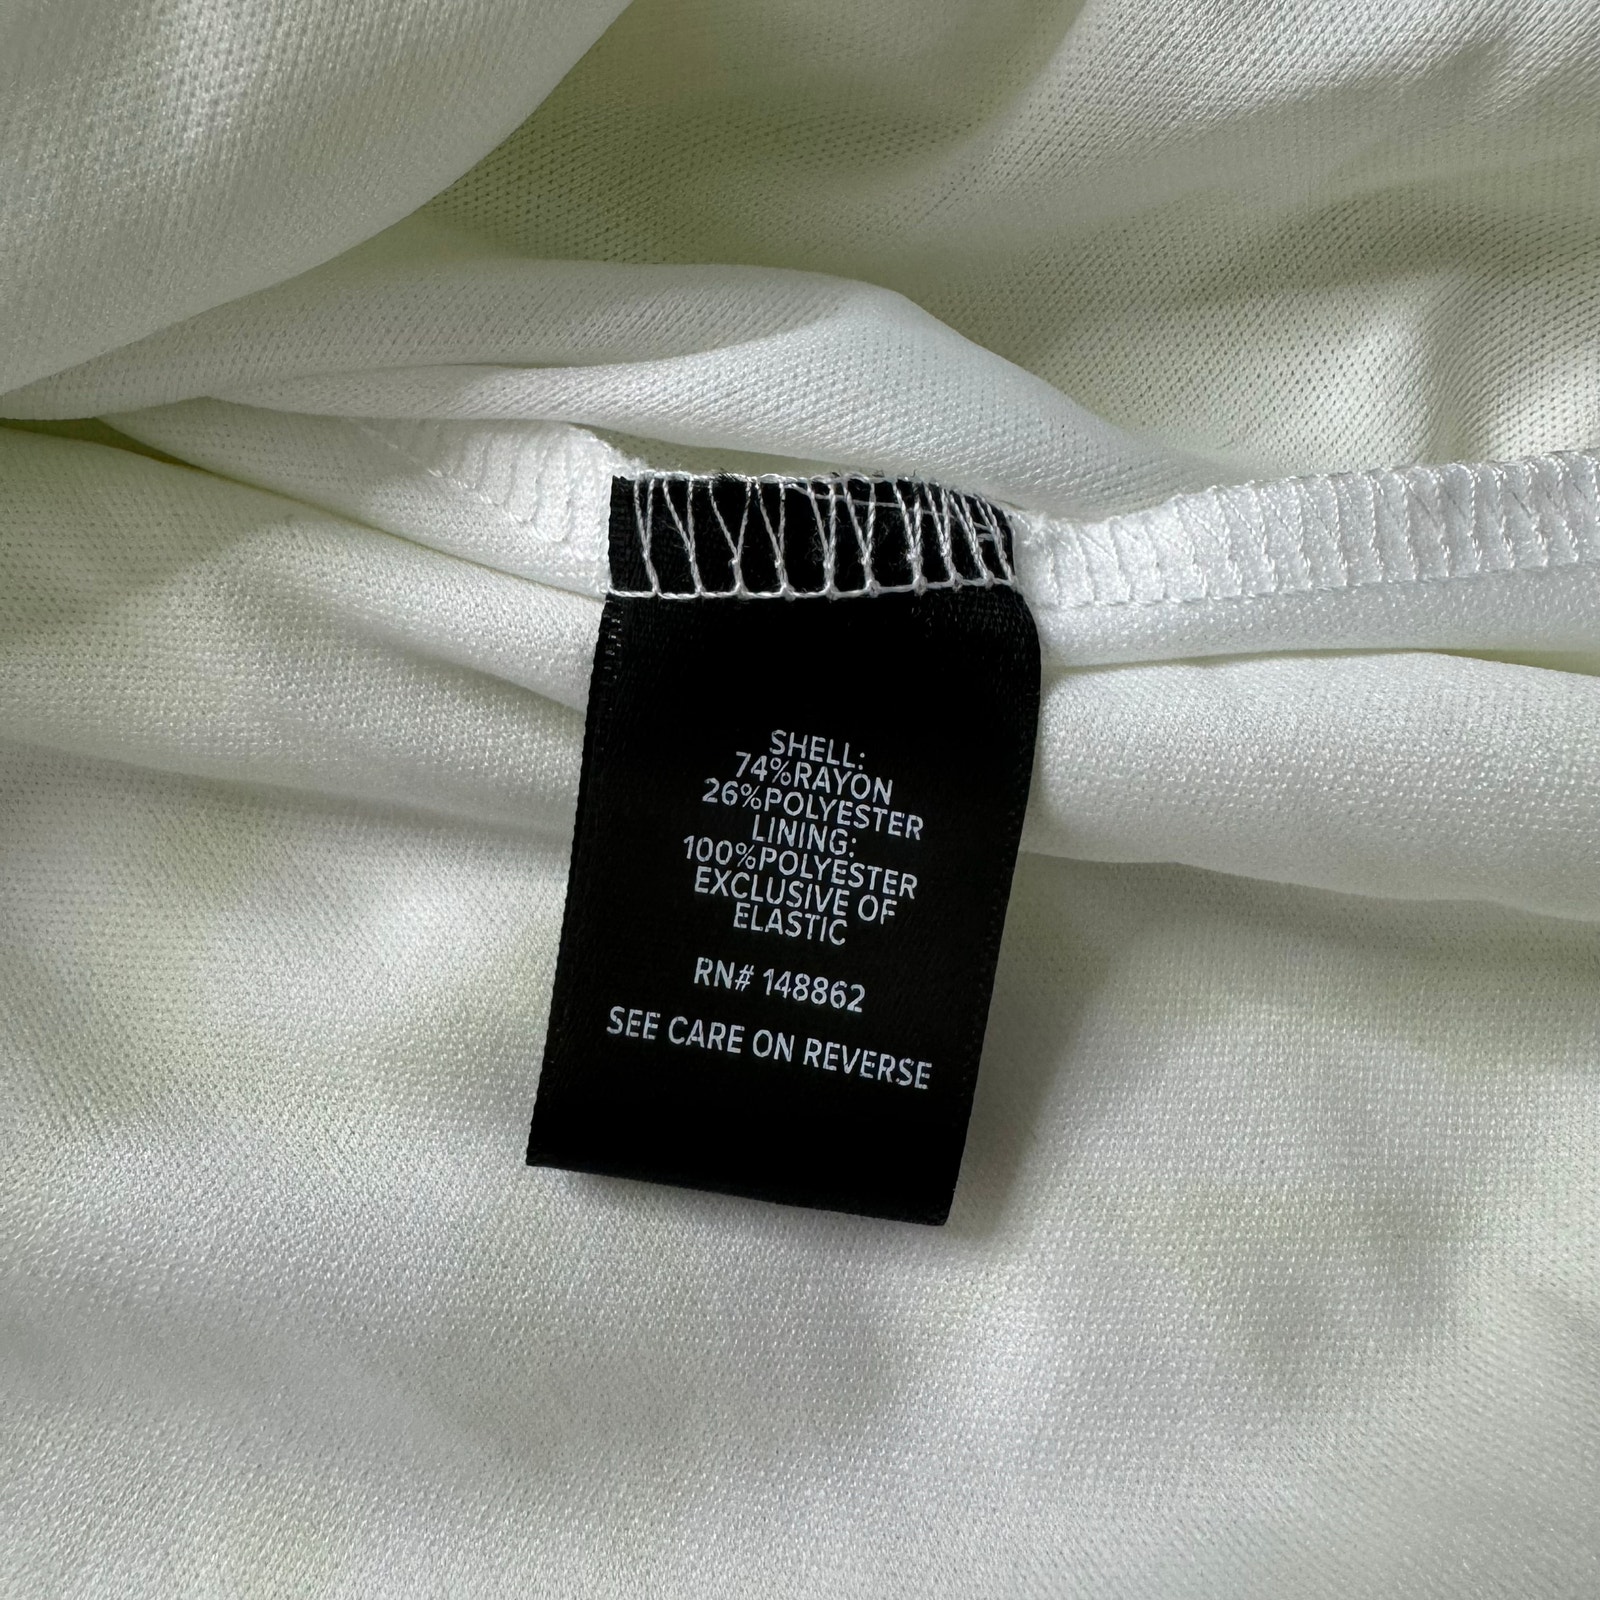 SHELL:
74%RAYON
26%POLYESTER
LINING:
100%POLYESTER
EXCLUSIVE OF
ELASTIC
RN# 148862
SEE CARE ON REVERSE